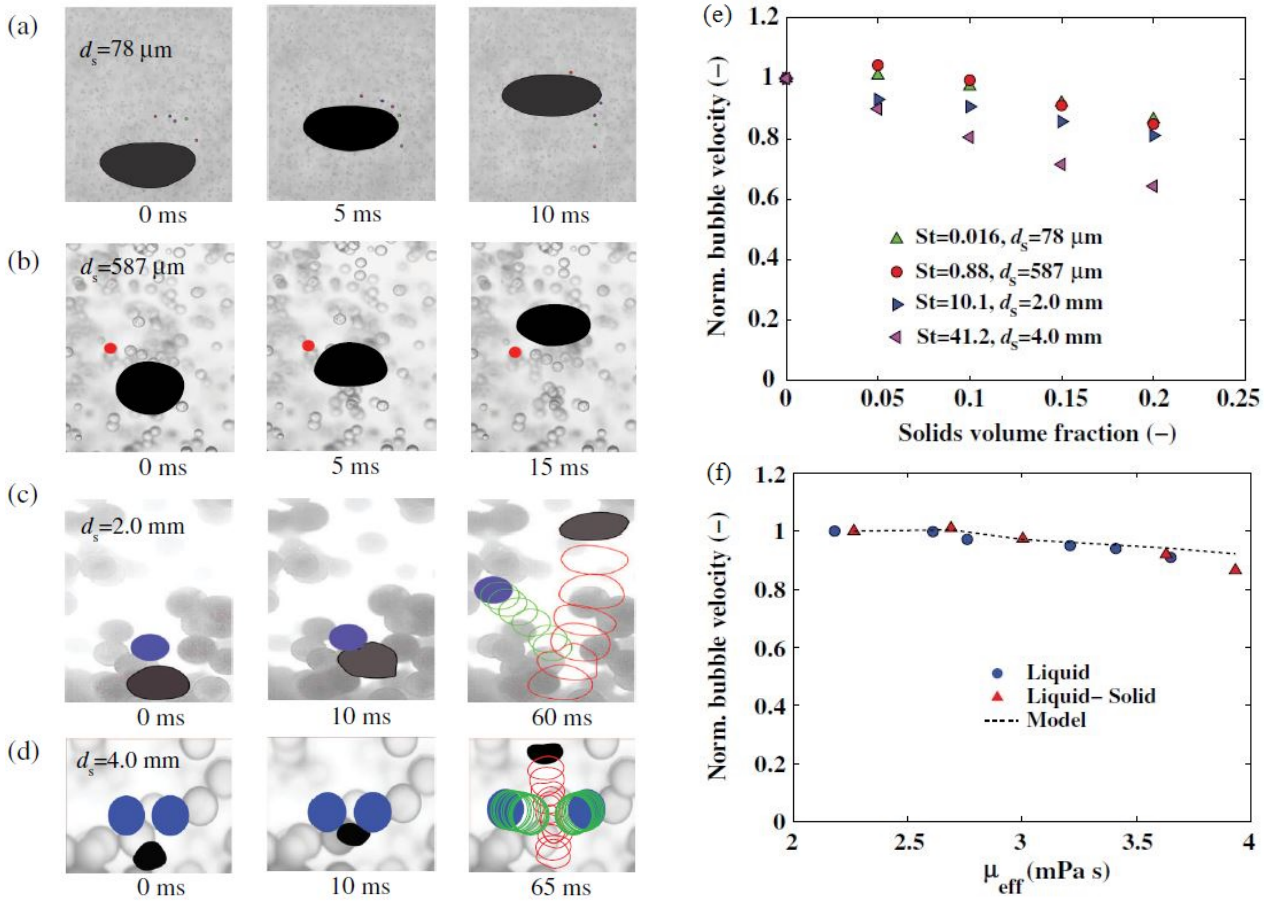 (a)
d_s=78 μm
0 ms
5 ms
10 ms
(b)
d_s=587 μm
0 ms
5 ms
15 ms
(c)
d_s=2.0 mm
0 ms
10 ms
60 ms
(d)
d_s=4.0 mm
0 ms
10 ms
65 ms
(e)
Norm. bubble velocity (−)
1.2
1
0.8
0.6
0.4
0.2
0
St=0.016, d_s=78 μm
St=0.88, d_s=587 μm
St=10.1, d_s=2.0 mm
St=41.2, d_s=4.0 mm
0 0.05 0.1 0.15 0.2 0.25
Solids volume fraction (−)
(f)
Norm. bubble velocity (−)
1.2
1
0.8
0.6
0.4
0.2
0
Liquid
Liquid− Solid
Model
2 2.5 3 3.5 4
μ_eff (mPa s)